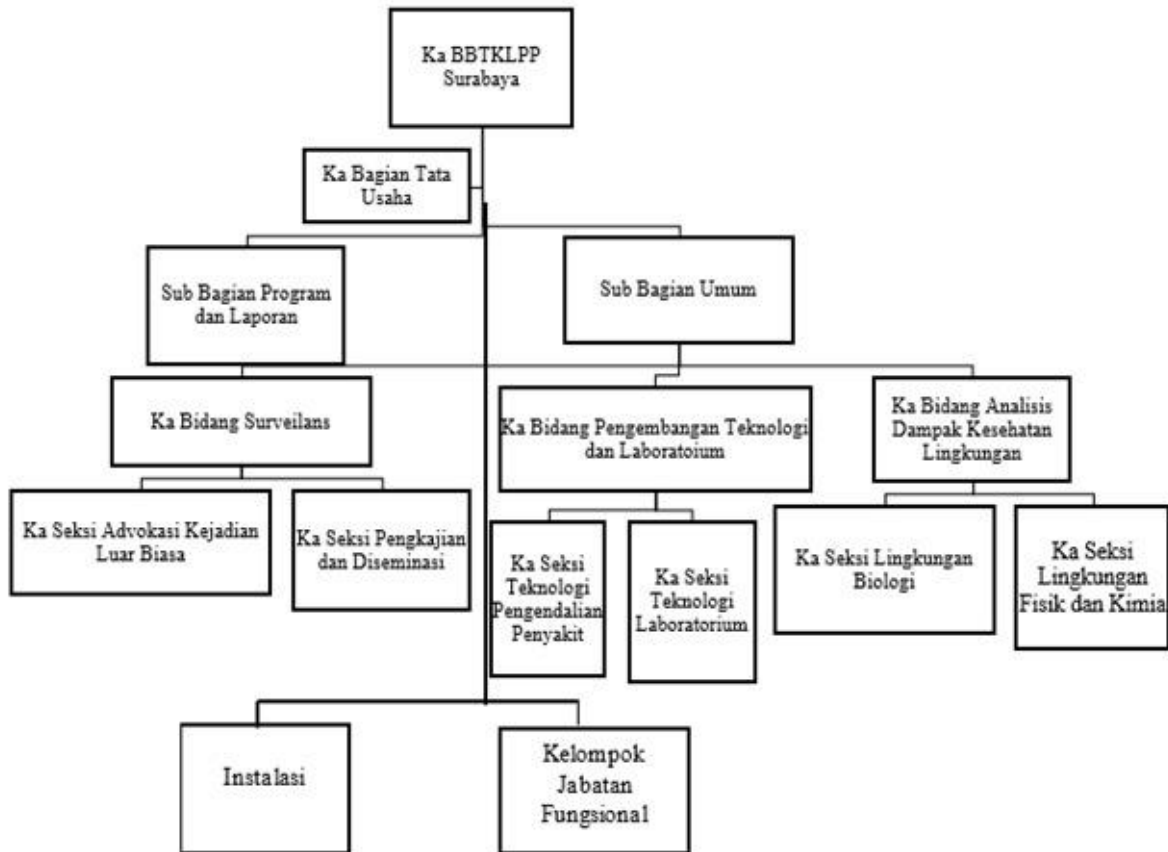 Ka BBTKLPP
Surabaya
Ka Bagian Tata
Usaha
Sub Bagian Program
dan Laporan
Sub Bagian Umum
Ka Bidang Surveilans
Ka Bidang Pengembangan Teknologi
dan Laboratoium
Ka Bidang Analisis
Dampak Kesehatan
Lingkungan
Ka Seksi Advokasi Kejadian
Luar Biasa
Ka Seksi Pengkajian
dan Diseminasi
Ka Seksi
Teknologi
Pengendalian
Penyakit
Ka Seksi
Teknologi
Laboratorium
Ka Seksi Lingkungan
Biologi
Ka Seksi
Lingkungan
Fisik dan Kimia
Instalasi
Kelompok
Jabatan
Fungsional